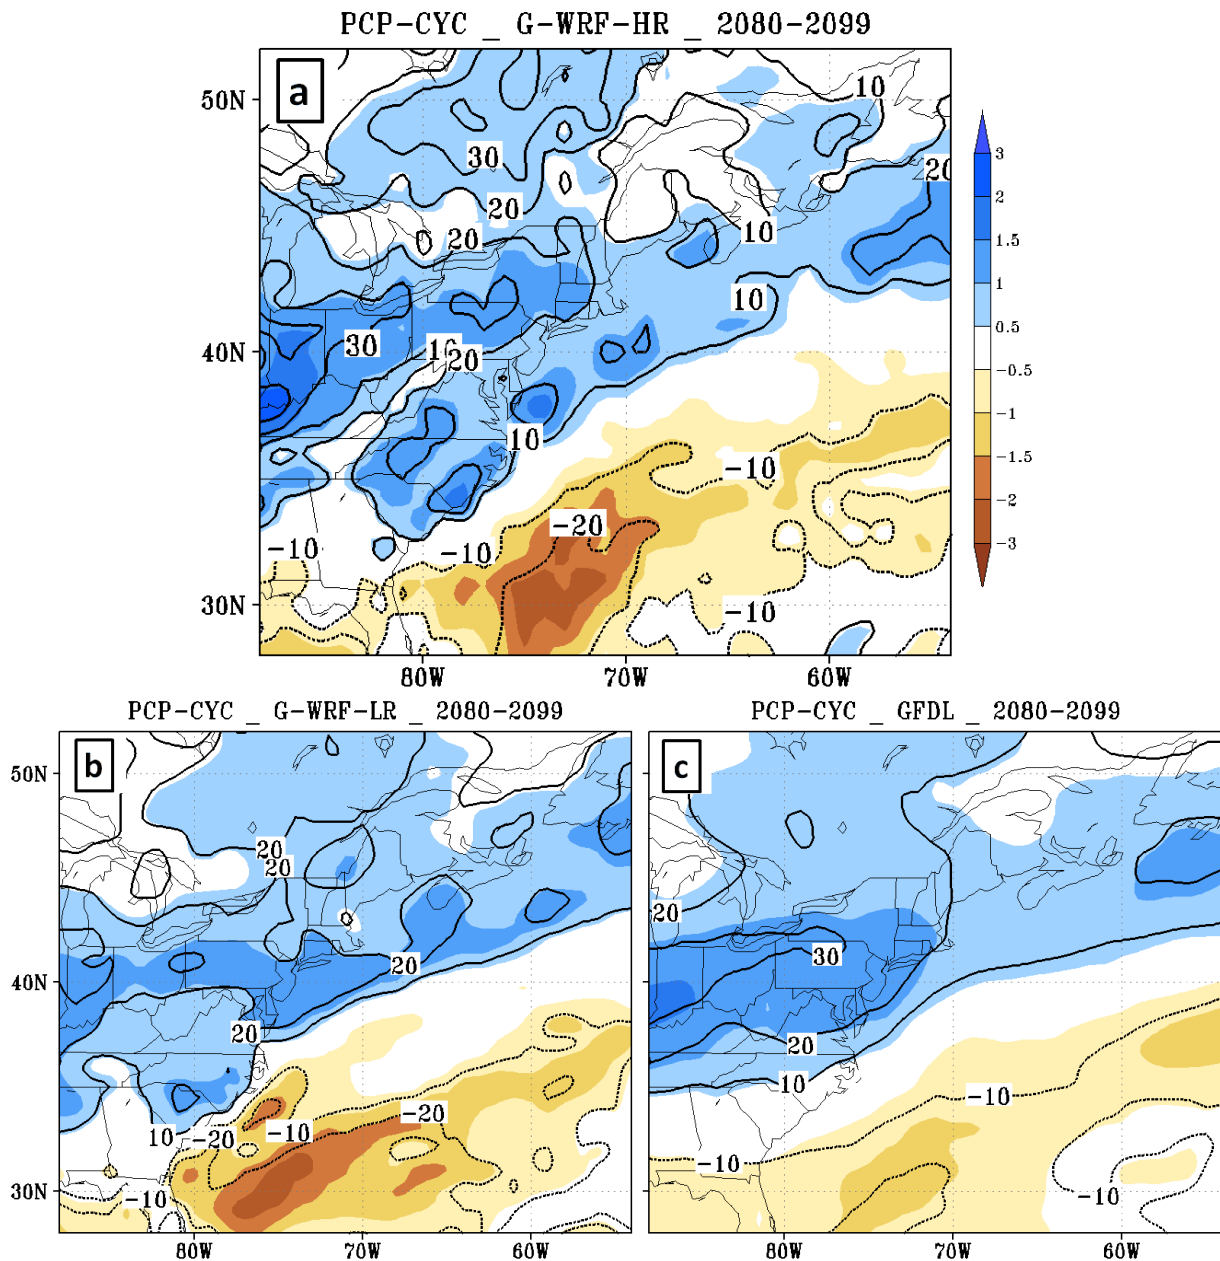 PCP-CYC _ G-WRF-HR _ 2080-2099
a
50N
40N
30N
80W
70W
60W
10
30
20
20
20
10
10
30
10
20
10
-10
-20
-10
-10
-10
3
2
1.5
1
0.5
-0.5
-1
-1.5
-2
-3
PCP-CYC _ G-WRF-LR _ 2080-2099
b
50N
40N
30N
80W
70W
60W
20
20
20
20
10
-20
-10
-20
-10
PCP-CYC _ GFDL _ 2080-2099
c
80W
70W
60W
20
30
20
10
-10
-10
-10